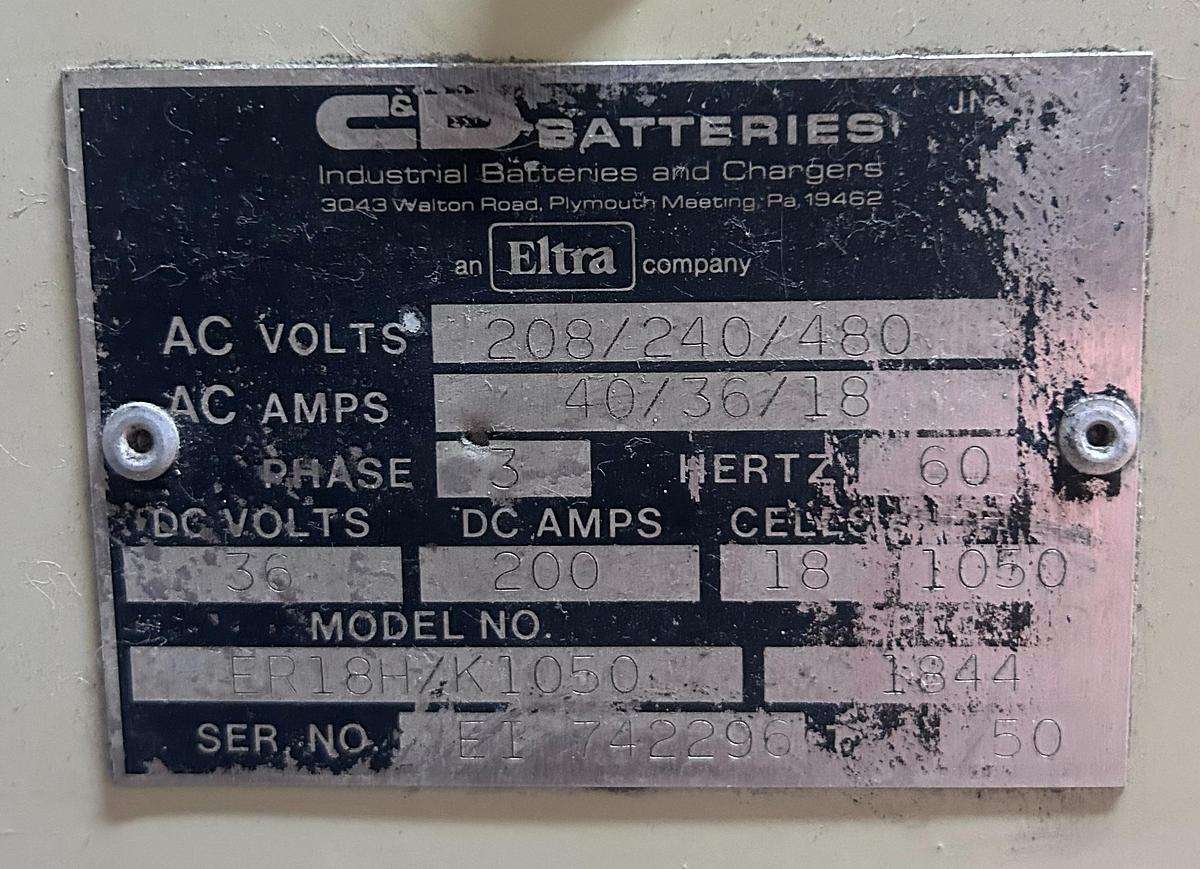 C&D BATTERIES
Industrial Batteries and Chargers
3043 Walton Road, Plymouth Meeting, Pa, 19462
an Eltra company
AC VOLTS 208/240/480
AC AMPS 40/36/18
PHASE 3 HERTZ 60
DC VOLTS DC AMPS CELLS
36 200 18 1050
MODEL NO.
ER18H/K1050 1844
SER. NO. EI 742296 50